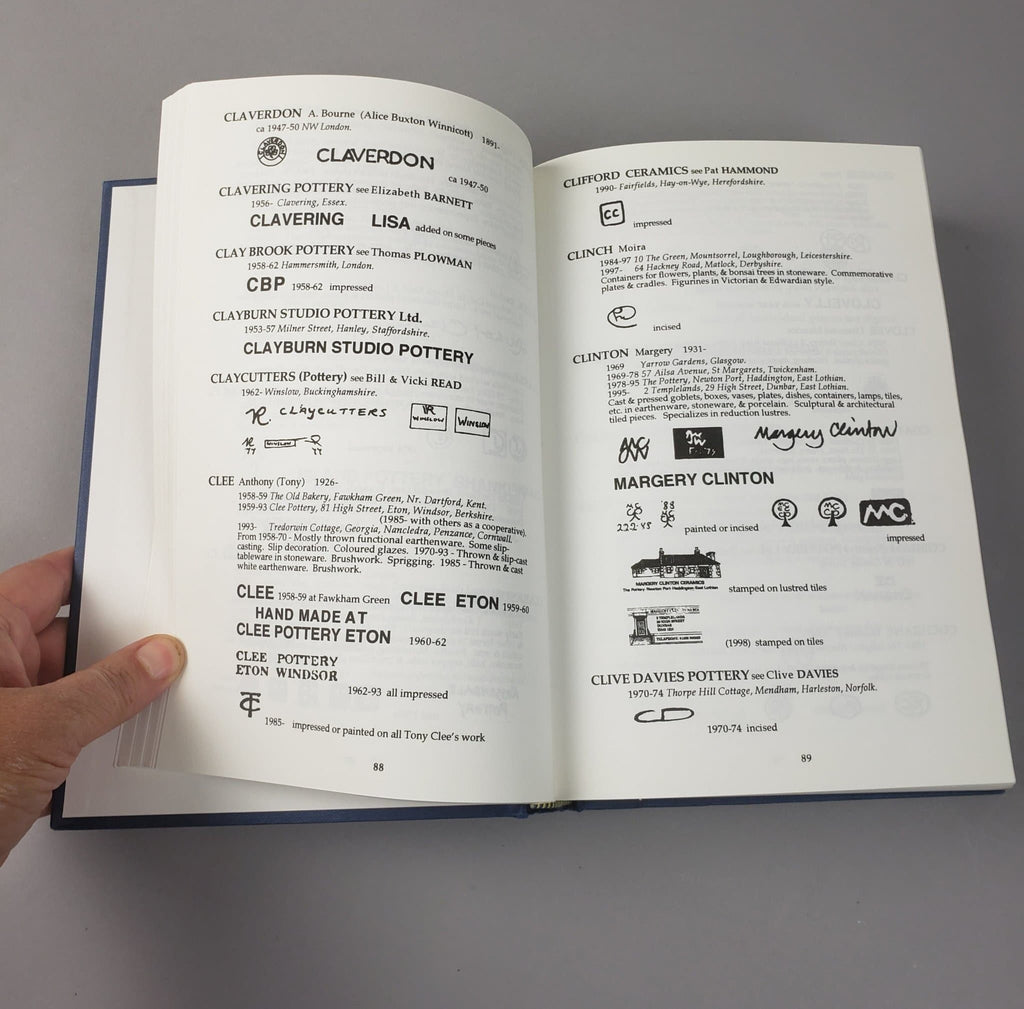 CLAVERDON A. Bourne (Alice Buxton Winnicott) 1891-
ca 1947-50 NW London.
CLAVERDON
CLAVERDON
ca 1947-50
CLAVERING POTTERY see Elizabeth BARNETT
1956- Clavering, Essex.
CLAVERING LISA added on some pieces
CLAY BROOK POTTERY see Thomas PLOWMAN
1958-62 Hammersmith, London.
CBP 1958-62 impressed
CLAYBURN STUDIO POTTERY Ltd.
1953-57 Milner Street, Hanley, Staffordshire.
CLAYBURN STUDIO POTTERY
CLAYCUTTERS (Pottery) see Bill & Vicki READ
1962- Winslow, Buckinghamshire.
CLAYCUTTERS
WINSLOW WINSLOW
WINSLOW
77 77
CLEE Anthony (Tony) 1926-
1958-59 The Old Bakery, Fawkham Green, Nr. Dartford, Kent.
1959-93 Clee Pottery, 81 High Street, Eton, Windsor, Berkshire.
(1985- with others as a cooperative).
1993- Tredorwin Cottage, Georgia, Nancledra, Penzance, Cornwall.
From 1958-70 - Mostly thrown functional earthenware. Some slip-
casting. Slip decoration. Coloured glazes. 1970-93 - Thrown & slip-cast
tableware in stoneware. Brushwork. Sprigging. 1985 - Thrown & cast
white earthenware. Brushwork.
CLEE 1958-59 at Fawkham Green CLEE ETON 1959-60
HAND MADE AT
CLEE POTTERY ETON 1960-62
CLEE POTTERY
ETON WINDSOR
1962-93 all impressed
1985- impressed or painted on all Tony Clee's work
88
CLIFFORD CERAMICS see Pat HAMMOND
1990- Fairfields, Hay-on-Wye, Herefordshire.
CC impressed
CLINCH Moira
1984-97 10 The Green, Mountsorrel, Loughborough, Leicestershire.
1997- 64 Hackney Road, Matlock, Derbyshire.
Containers for flowers, plants, & bonsai trees in stoneware. Commemorative
plates & cradles. Figurines in Victorian & Edwardian style.
incised
CLINTON Margery 1931-
1969 Yarrow Gardens, Glasgow.
1969-78 57 Ailsa Avenue, St Margarets, Twickenham.
1978-95 The Pottery, Newton Port, Haddington, East Lothian.
1995- 2 Templelands, 29 High Street, Dunbar, East Lothian.
Cast & pressed goblets, boxes, vases, plates, dishes, containers, lamps, tiles,
etc. in earthenware, stoneware, & porcelain. Sculptural & architectural
tiled pieces. Specializes in reduction lustres.
Margery Clinton
MARGERY CLINTON
painted or incised MC
impressed
MARGERY CLINTON CERAMICS
The Pottery Newton Port Haddington East Lothian
stamped on lustred tiles
(1998) stamped on tiles
CLIVE DAVIES POTTERY see Clive DAVIES
1970-74 Thorpe Hill Cottage, Mendham, Harleston, Norfolk.
CD
1970-74 incised
89